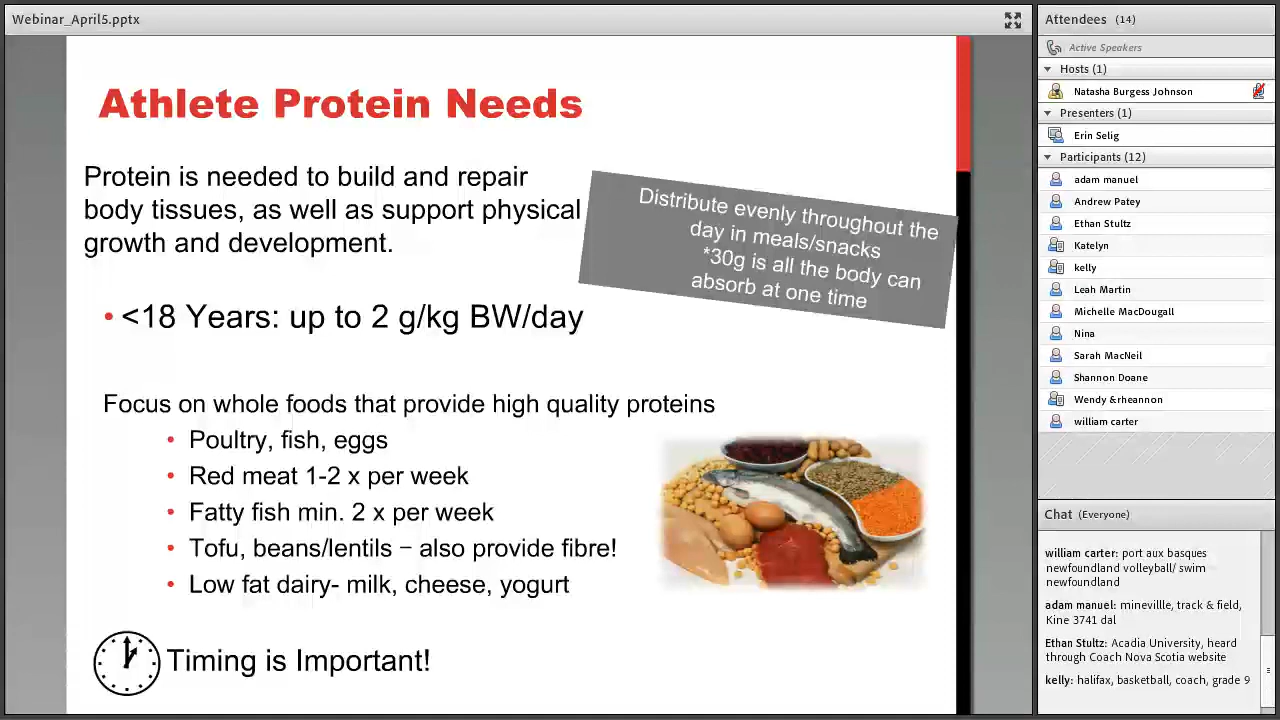 Webinar_April5.pptx
Athlete Protein Needs
Protein is needed to build and repair
body tissues, as well as support physical
growth and development.
Distribute evenly throughout the
day in meals/snacks
*30g is all the body can
absorb at one time
• <18 Years: up to 2 g/kg BW/day
Focus on whole foods that provide high quality proteins
• Poultry, fish, eggs
• Red meat 1-2 x per week
• Fatty fish min. 2 x per week
• Tofu, beans/lentils – also provide fibre!
• Low fat dairy- milk, cheese, yogurt
Timing is Important!
Attendees (14)
Active Speakers
Hosts (1)
Natasha Burgess Johnson
Presenters (1)
Erin Selig
Participants (12)
adam manuel
Andrew Patey
Ethan Stultz
Katelyn
kelly
Leah Martin
Michelle MacDougall
Nina
Sarah MacNeil
Shannon Doane
Wendy &rheannon
william carter
Chat (Everyone)
william carter: port aux basques
newfoundland volleyball/ swim
newfoundland
adam manuel: minevillle, track & field,
Kine 3741 dal
Ethan Stultz: Acadia University, heard
through Coach Nova Scotia website
kelly: halifax, basketball, coach, grade 9